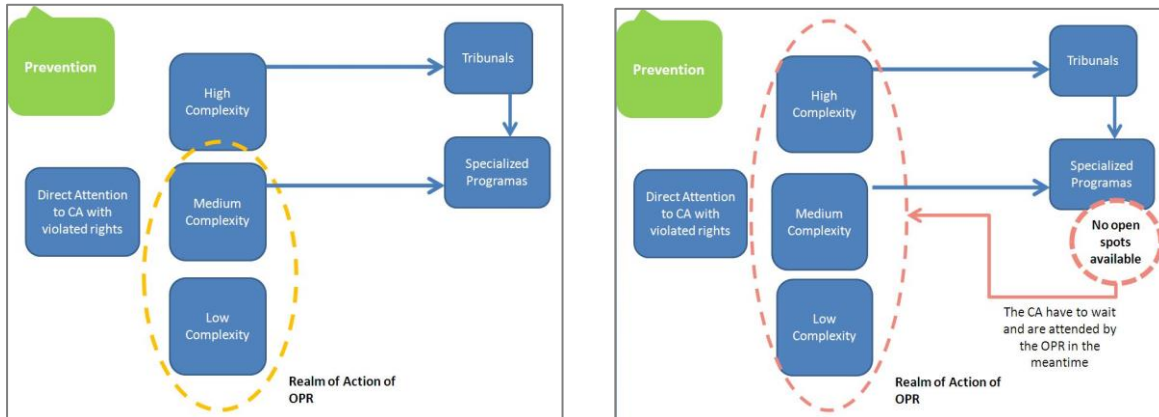 Prevention
High
Complexity
Tribunals
Direct Attention
to CA with
violated rights
Medium
Complexity
Specialized
Programas
Low
Complexity
Realm of Action of
OPR
Prevention
High
Complexity
Tribunals
Direct Attention
to CA with
violated rights
Medium
Complexity
Specialized
Programas
No open
spots
available
Low
Complexity
The CA have to wait
and are attended by
the OPR in the
meantime
Realm of Action of
OPR